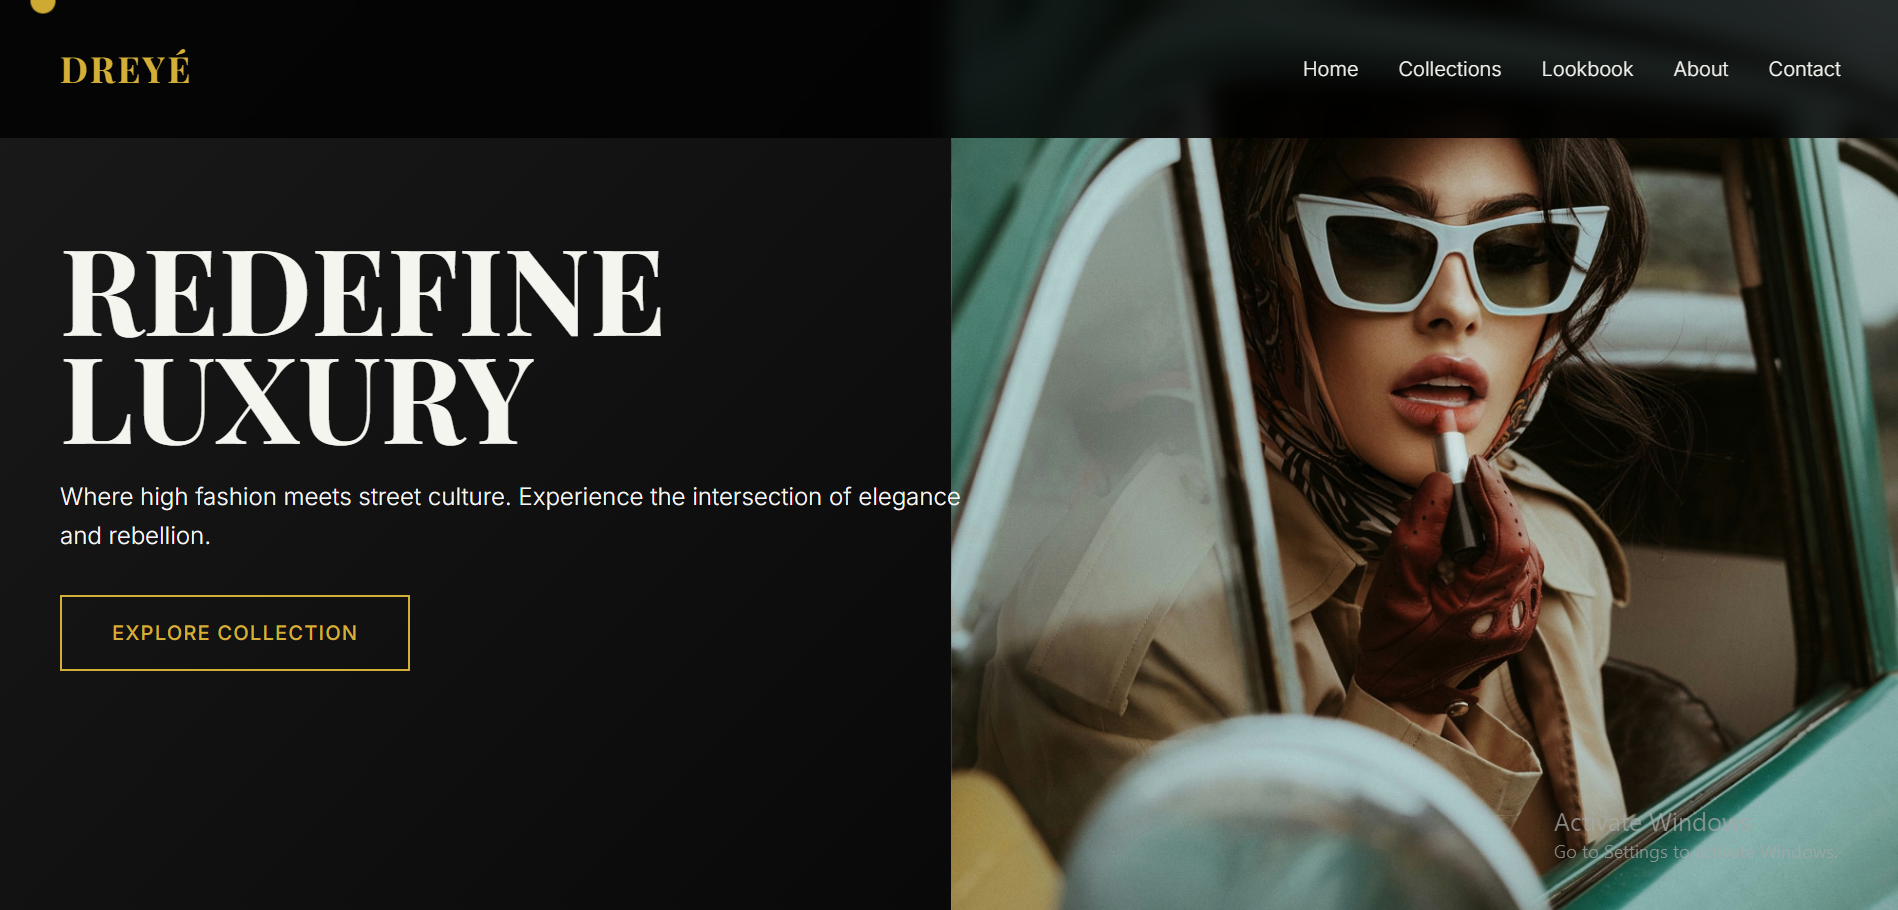 DREYÉ
Home Collections Lookbook About Contact
REDEFINE
LUXURY
Where high fashion meets street culture. Experience the intersection of elegance
and rebellion.
EXPLORE COLLECTION
Activate Windows
Go to Settings to activate Windows.